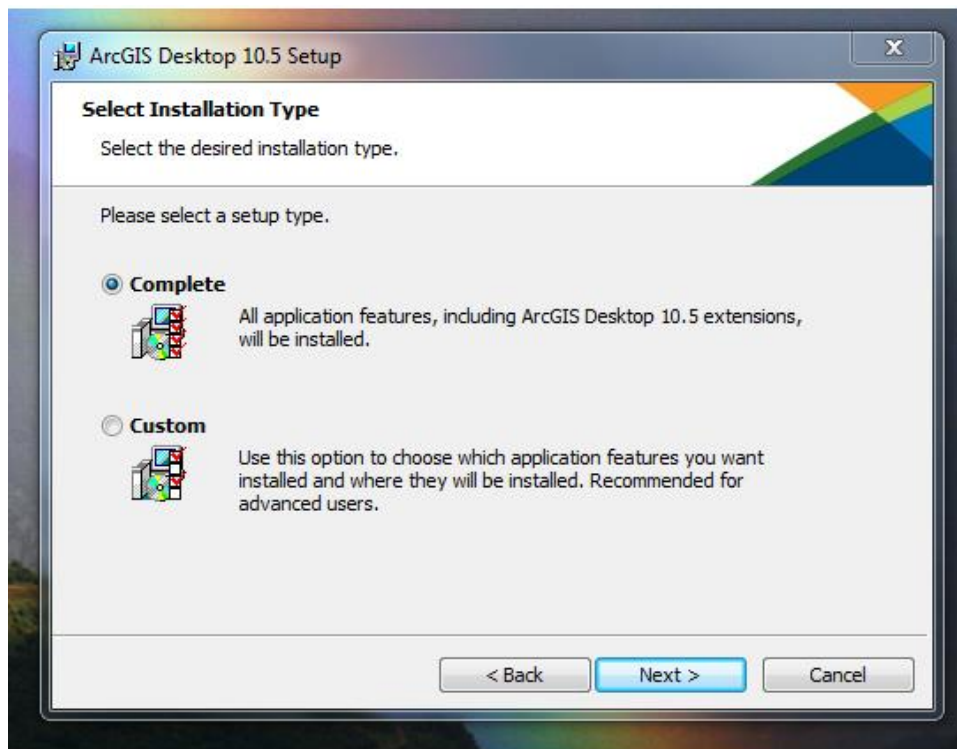 ArcGIS Desktop 10.5 Setup
Select Installation Type
Select the desired installation type.
Please select a setup type.
Complete
All application features, including ArcGIS Desktop 10.5 extensions,
will be installed.
Custom
Use this option to choose which application features you want
installed and where they will be installed. Recommended for
advanced users.
< Back Next > Cancel